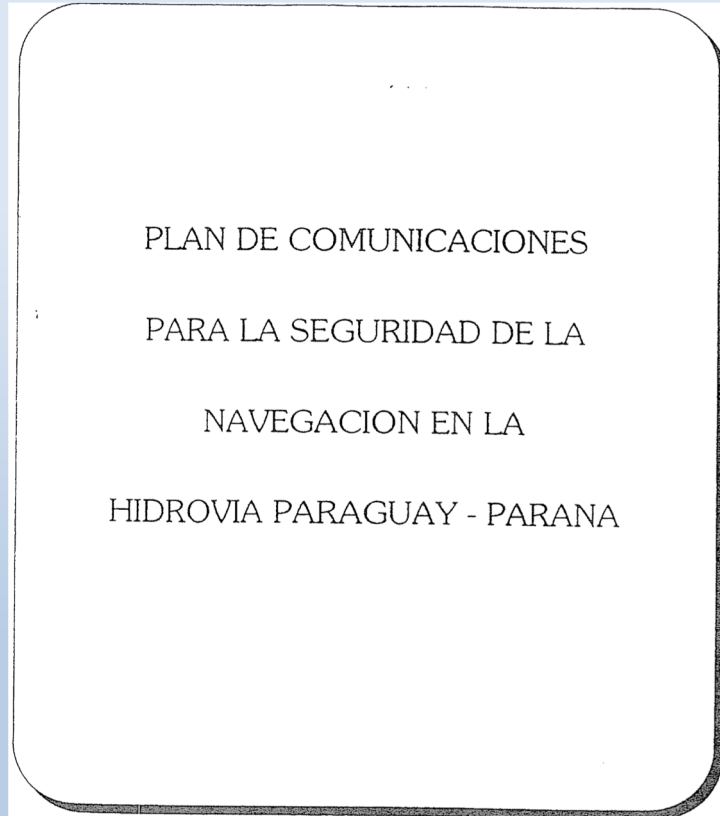 PLAN DE COMUNICACIONES
PARA LA SEGURIDAD DE LA
NAVEGACION EN LA
HIDROVIA PARAGUAY - PARANA